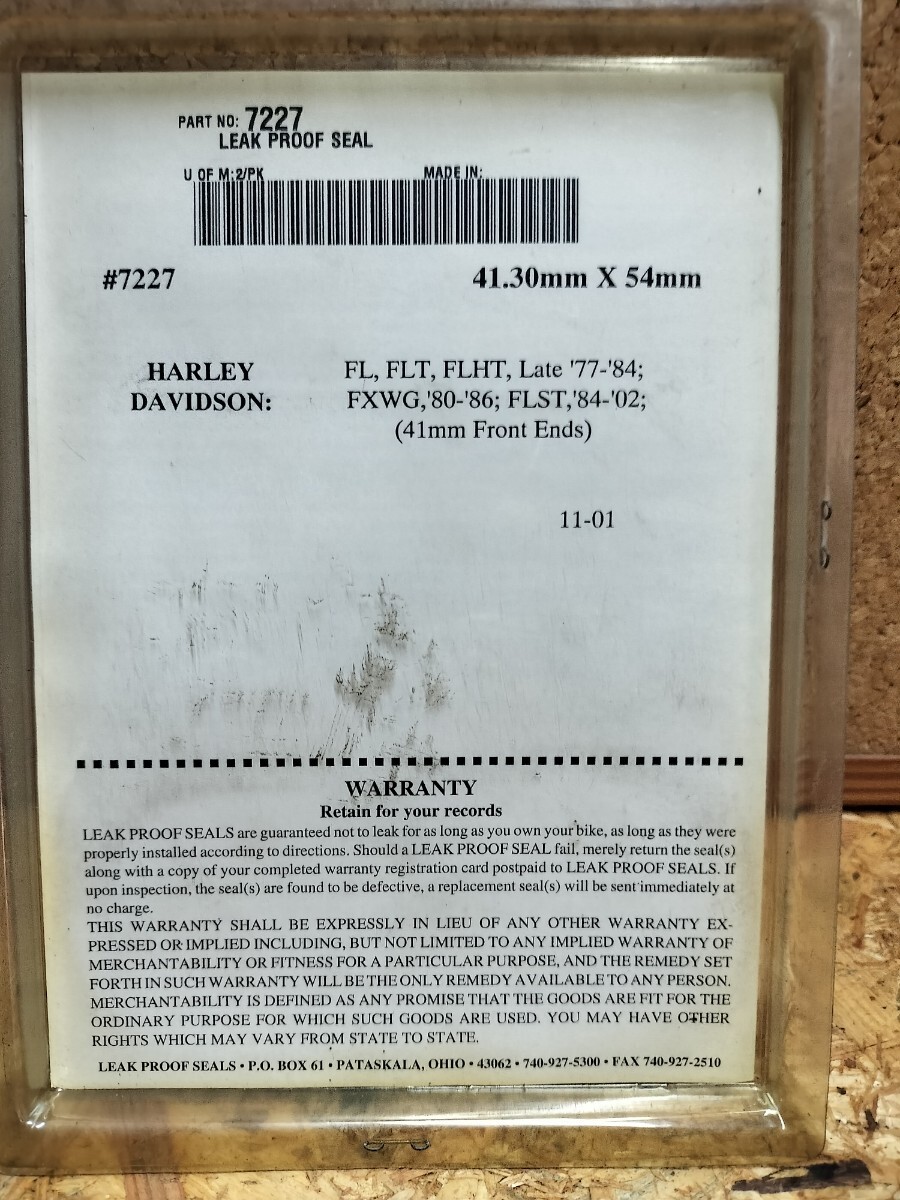 PART NO: 7227
LEAK PROOF SEAL
U OF M:2/PK MADE IN:
#7227 41.30mm X 54mm
HARLEY DAVIDSON:
FL, FLT, FLHT, Late '77-'84;
FXWG,'80-'86; FLST,'84-'02;
(41mm Front Ends)
11-01
WARRANTY
Retain for your records
LEAK PROOF SEALS are guaranteed not to leak for as long as you own your bike, as long as they were
properly installed according to directions. Should a LEAK PROOF SEAL fail, merely return the seal(s)
along with a copy of your completed warranty registration card postpaid to LEAK PROOF SEALS. If
upon inspection, the seal(s) are found to be defective, a replacement seal(s) will be sent immediately at
no charge.
THIS WARRANTY SHALL BE EXPRESSLY IN LIEU OF ANY OTHER WARRANTY EX-
PRESSED OR IMPLIED INCLUDING, BUT NOT LIMITED TO ANY IMPLIED WARRANTY OF
MERCHANTABILITY OR FITNESS FOR A PARTICULAR PURPOSE, AND THE REMEDY SET
FORTH IN SUCH WARRANTY WILL BE THE ONLY REMEDY AVAILABLE TO ANY PERSON.
MERCHANTABILITY IS DEFINED AS ANY PROMISE THAT THE GOODS ARE FIT FOR THE
ORDINARY PURPOSE FOR WHICH SUCH GOODS ARE USED. YOU MAY HAVE OTHER
RIGHTS WHICH MAY VARY FROM STATE TO STATE.
LEAK PROOF SEALS • P.O. BOX 61 • PATASKALA, OHIO • 43062 • 740-927-5300 • FAX 740-927-2510